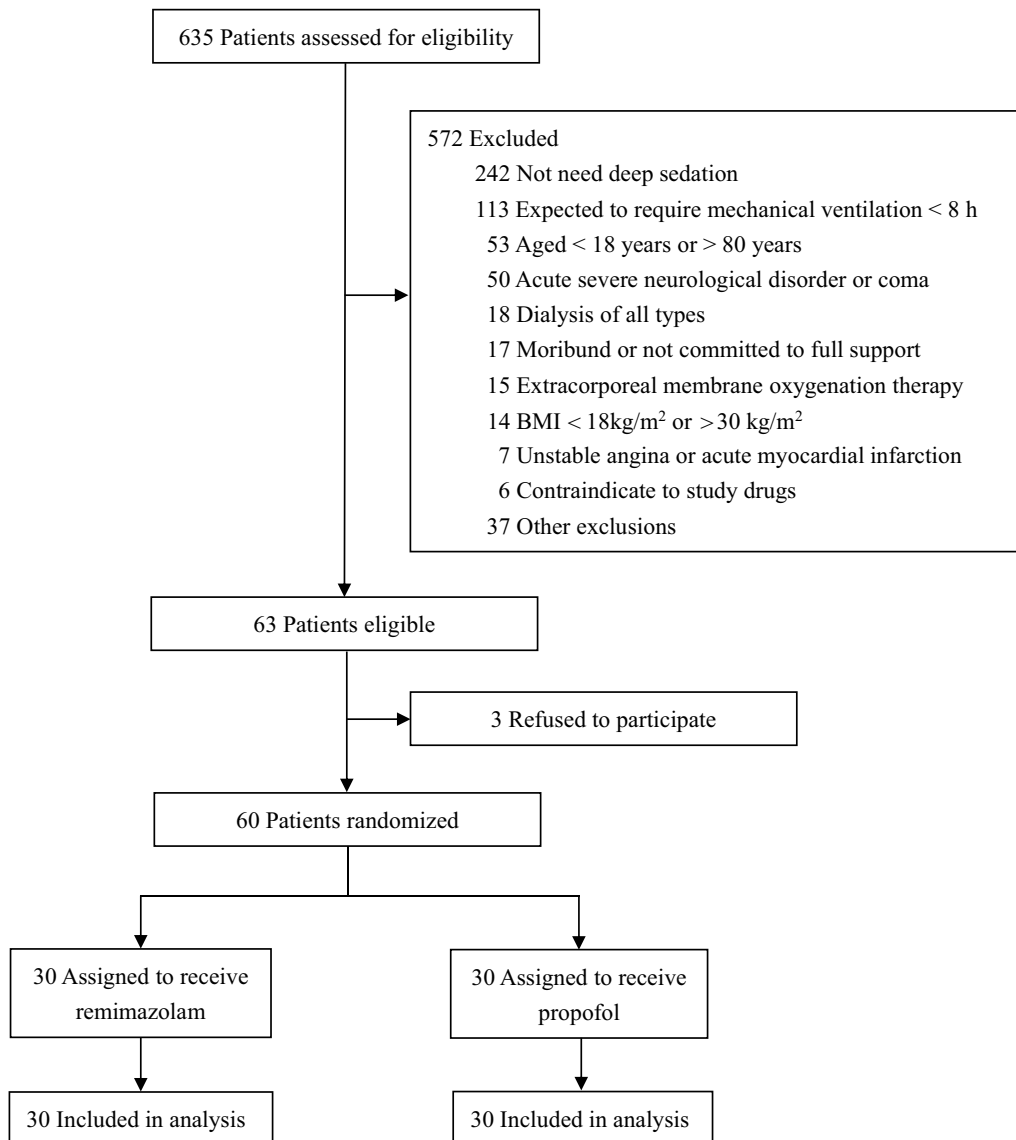 635 Patients assessed for eligibility
572 Excluded
242 Not need deep sedation
113 Expected to require mechanical ventilation < 8 h
53 Aged < 18 years or > 80 years
50 Acute severe neurological disorder or coma
18 Dialysis of all types
17 Moribund or not committed to full support
15 Extracorporeal membrane oxygenation therapy
14 BMI < 18kg/m² or >30 kg/m²
7 Unstable angina or acute myocardial infarction
6 Contraindicate to study drugs
37 Other exclusions
63 Patients eligible
3 Refused to participate
60 Patients randomized
30 Assigned to receive
remimazolam
30 Assigned to receive
propofol
30 Included in analysis
30 Included in analysis